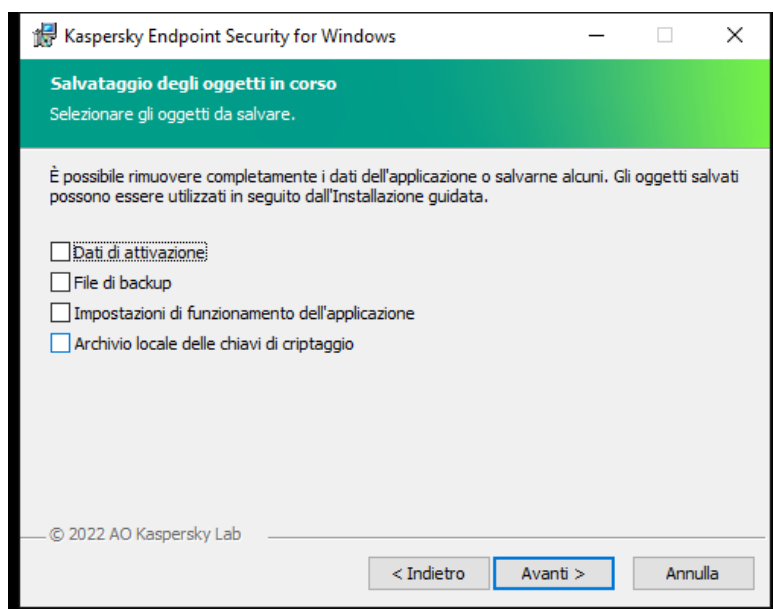 Kaspersky Endpoint Security for Windows
Salvataggio degli oggetti in corso
Selezionare gli oggetti da salvare.
È possibile rimuovere completamente i dati dell'applicazione o salvarne alcuni. Gli oggetti salvati
possono essere utilizzati in seguito dall'Installazione guidata.
Dati di attivazione
File di backup
Impostazioni di funzionamento dell'applicazione
Archivio locale delle chiavi di criptaggio
© 2022 AO Kaspersky Lab
< Indietro
Avanti >
Annulla